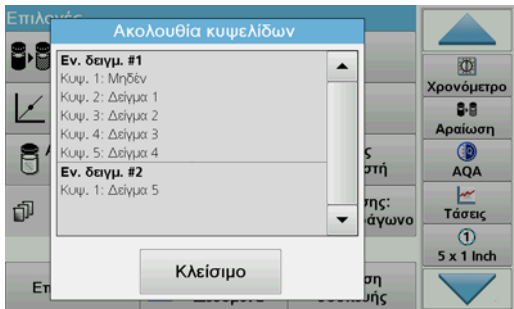 Επιλογές
Ακολουθία κυψελίδων
Εν. δειγμ. #1
Κυψ. 1: Μηδέν
Κυψ. 2: Δείγμα 1
Κυψ. 3: Δείγμα 2
Κυψ. 4: Δείγμα 3
Κυψ. 5: Δείγμα 4
Εν. δειγμ. #2
Κυψ. 1: Δείγμα 5
Κλείσιμο
Χρονόμετρο
Αραίωση
AQA
Τάσεις
1
5 x 1 Inch